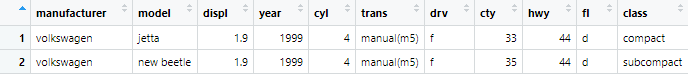 manufacturer model displ year cyl trans drv cty hwy fl class
1 volkswagen jetta 1.9 1999 4 manual(m5) f 33 44 d compact
2 volkswagen new beetle 1.9 1999 4 manual(m5) f 35 44 d subcompact